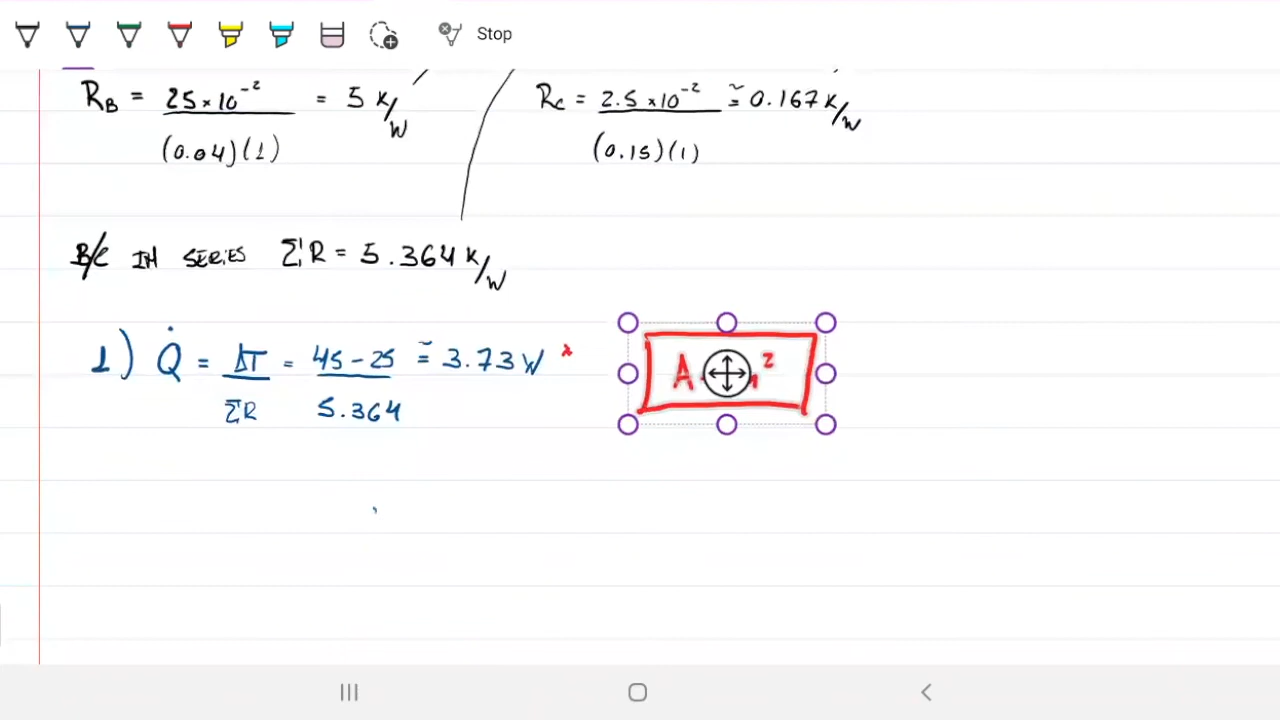 Stop
R_B = 25×10⁻² / (0.04)(1) = 5 K/W
R_C = 2.5×10⁻² / (0.15)(1) ≅ 0.167 K/W
B/C IN SERIES ΣR = 5.364 K/W
1) Q̇ = ΔT / ΣR = 45-25 / 5.364 ≅ 3.73 W *
A ²